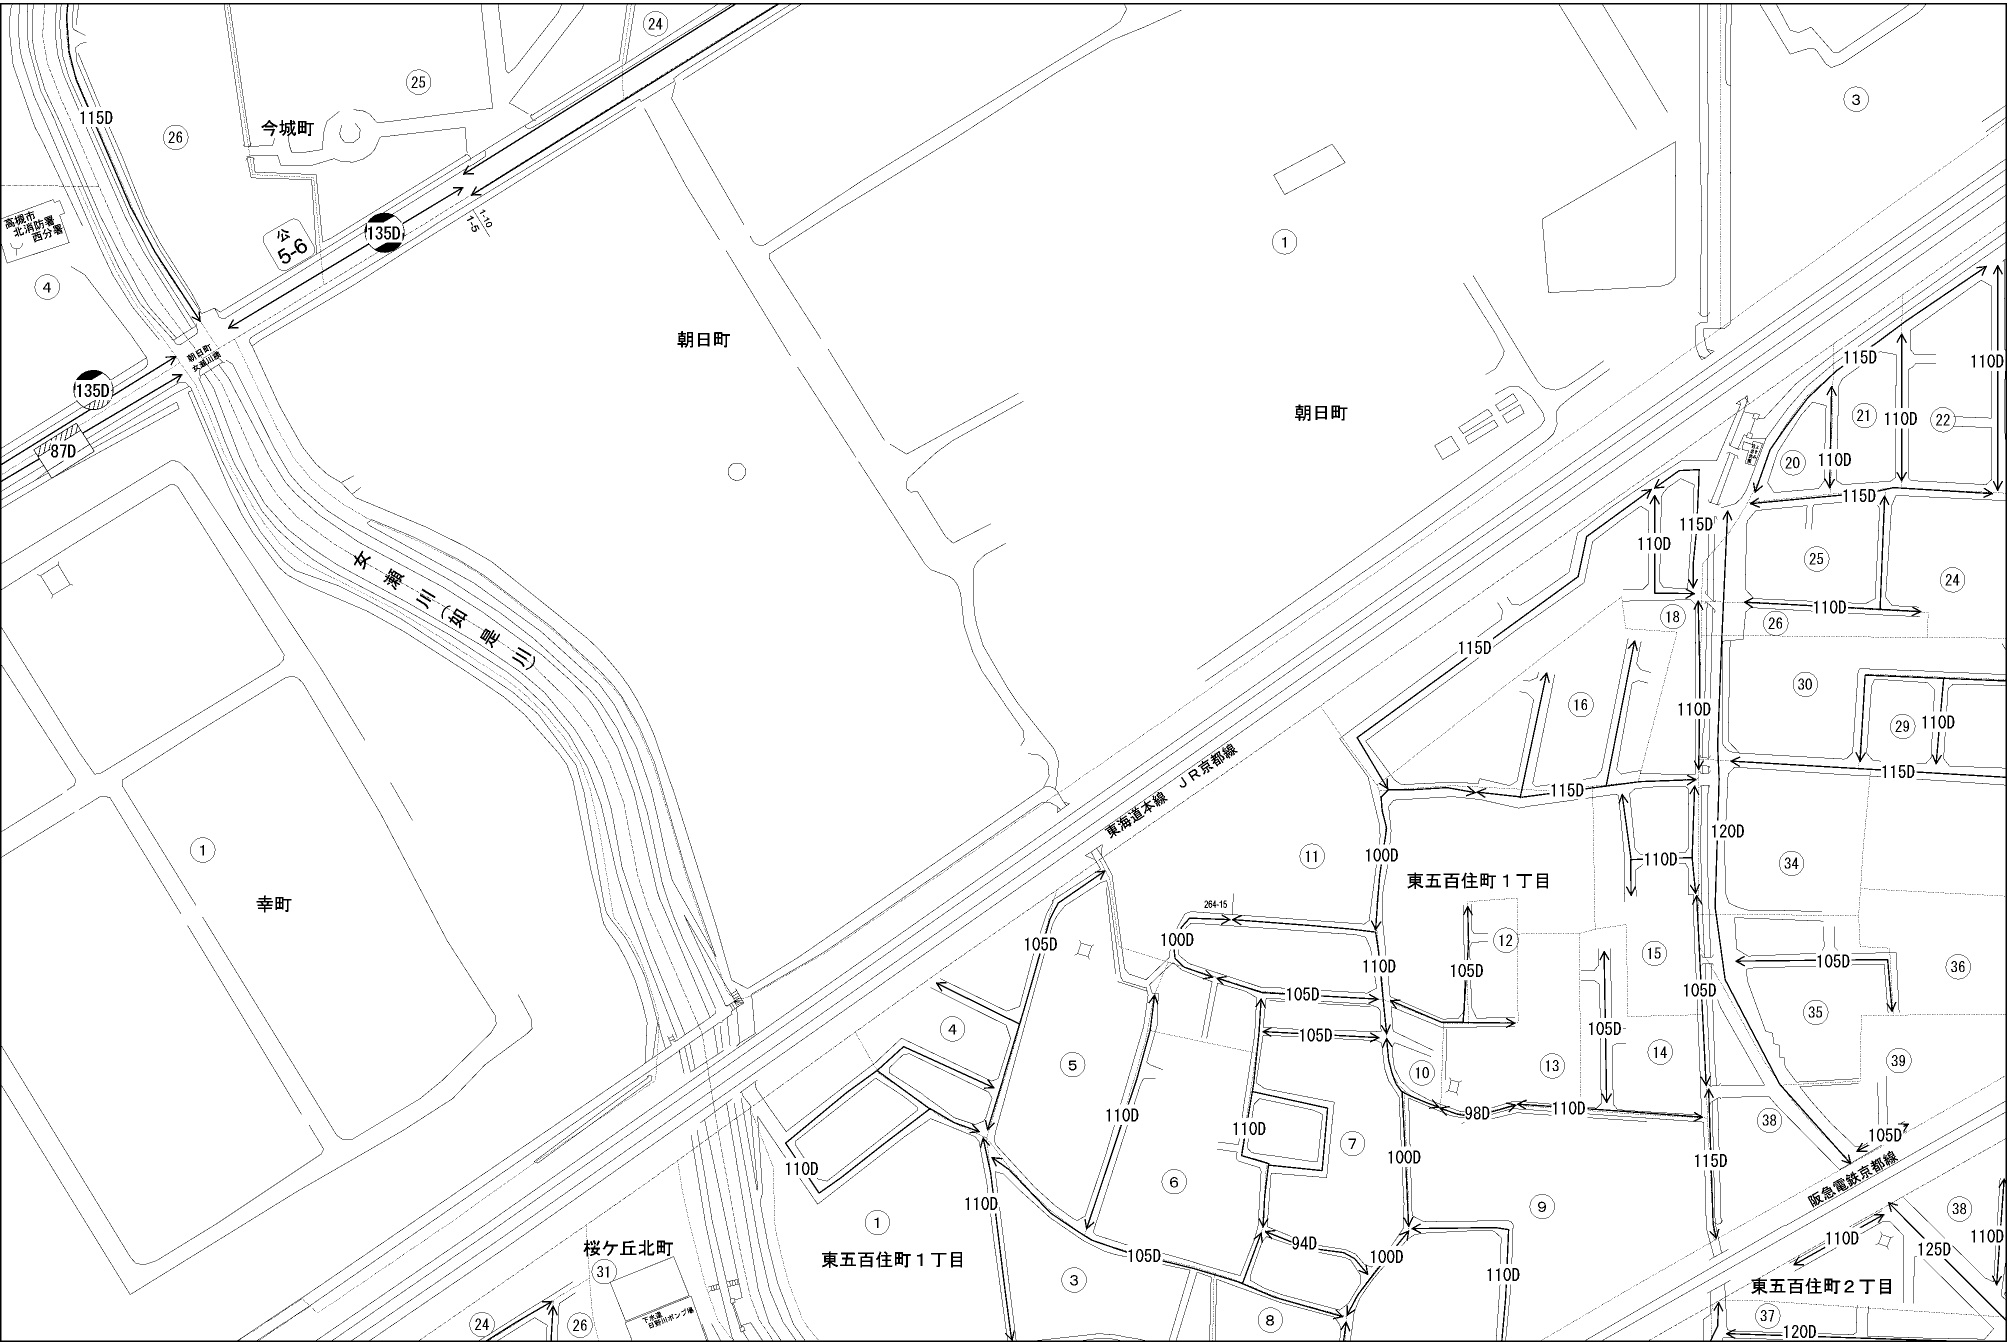 24
25
3
115D
26
今城町
高槻市
北消防署
西分署
公
5-6
135D
1-10
1-5
4
1
朝日町
朝日町
女瀬川橋
朝日町
135D
87D
115D
110D
21
110D
22
110D
20
115D
女瀬川(如是川)
115D
110D
25
24
110D
18
26
115D
16
110D
30
29
110D
115D
115D
東海道本線 JR京都線
120D
11
100D
110D
34
東五百住町1丁目
1
幸町
264-15
100D
105D
12
110D
105D
15
105D
36
105D
105D
35
4
105D
105D
5
10
13
14
39
110D
98D
110D
38
105D
110D
7
110D
100D
115D
阪急電鉄京都線
6
110D
9
38
1
桜ケ丘北町
東五百住町1丁目
105D
94D
100D
110D
110D
125D
110D
31
3
東五百住町2丁目
下水道
24
26
8
37
120D